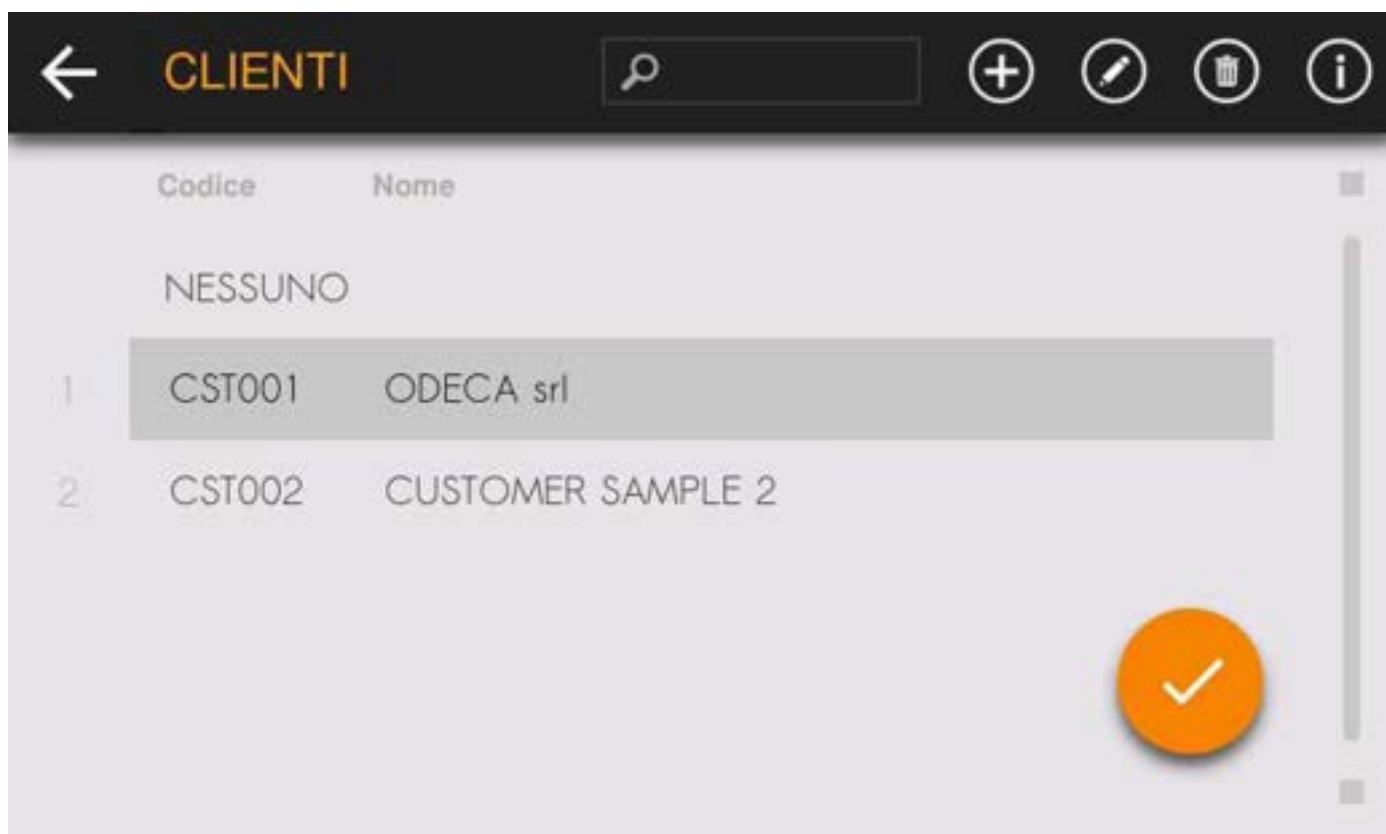 CLIENTI
Codice Nome
NESSUNO
1 CST001 ODECA srl
2 CST002 CUSTOMER SAMPLE 2